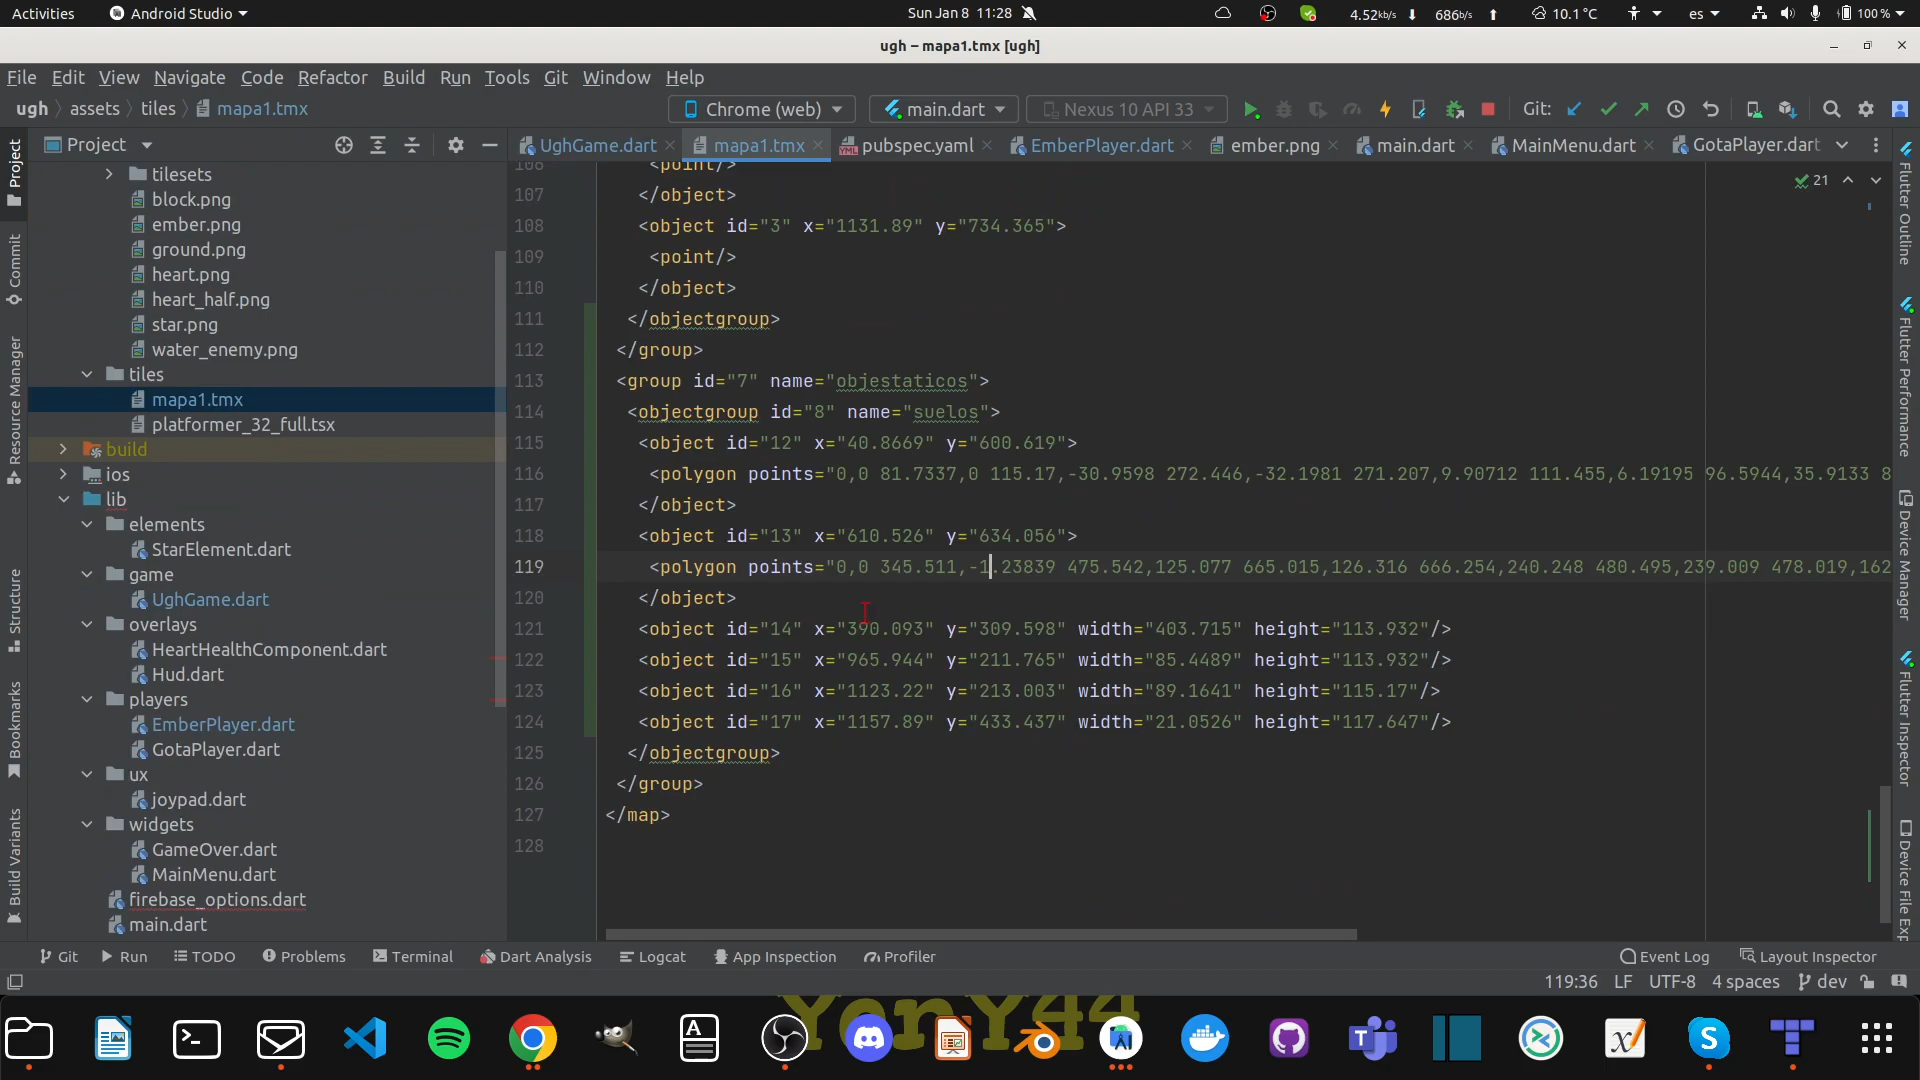 Activities
Android Studio
Sun Jan 8 11:28
4.52kb/s
686b/s
10.1 °C
es
100 %
ugh – mapa1.tmx [ugh]
File Edit View Navigate Code Refactor Build Run Tools Git Window Help
ugh assets tiles mapa1.tmx
Chrome (web)
main.dart
Nexus 10 API 33
Git:
Project
UghGame.dart
mapa1.tmx
pubspec.yaml
EmberPlayer.dart
ember.png
main.dart
MainMenu.dart
GotaPlayer.dart
Project
Commit
Resource Manager
Structure
Bookmarks
Build Variants
tilesets
block.png
ember.png
ground.png
heart.png
heart_half.png
star.png
water_enemy.png
tiles
mapa1.tmx
platformer_32_full.tsx
build
ios
lib
elements
StarElement.dart
game
UghGame.dart
overlays
HeartHealthComponent.dart
Hud.dart
players
EmberPlayer.dart
GotaPlayer.dart
ux
joypad.dart
widgets
GameOver.dart
MainMenu.dart
firebase_options.dart
main.dart
21
106 <point/>
107 </object>
108 <object id="3" x="1131.89" y="734.365">
109 <point/>
110 </object>
111 </objectgroup>
112 </group>
113 <group id="7" name="objestaticos">
114 <objectgroup id="8" name="suelos">
115 <object id="12" x="40.8669" y="600.619">
116 <polygon points="0,0 81.7337,0 115.17,-30.9598 272.446,-32.1981 271.207,9.90712 111.455,6.19195 96.5944,35.9133 8
117 </object>
118 <object id="13" x="610.526" y="634.056">
119 <polygon points="0,0 345.511,-1.23839 475.542,125.077 665.015,126.316 666.254,240.248 480.495,239.009 478.019,162
120 </object>
121 <object id="14" x="390.093" y="309.598" width="403.715" height="113.932"/>
122 <object id="15" x="965.944" y="211.765" width="85.4489" height="113.932"/>
123 <object id="16" x="1123.22" y="213.003" width="89.1641" height="115.17"/>
124 <object id="17" x="1157.89" y="433.437" width="21.0526" height="117.647"/>
125 </objectgroup>
126 </group>
127 </map>
128
Flutter Outline
Flutter Performance
Device Manager
Flutter Inspector
Device File Exp
Git
Run
TODO
Problems
Terminal
Dart Analysis
Logcat
App Inspection
Profiler
Event Log
Layout Inspector
119:36 LF UTF-8 4 spaces dev